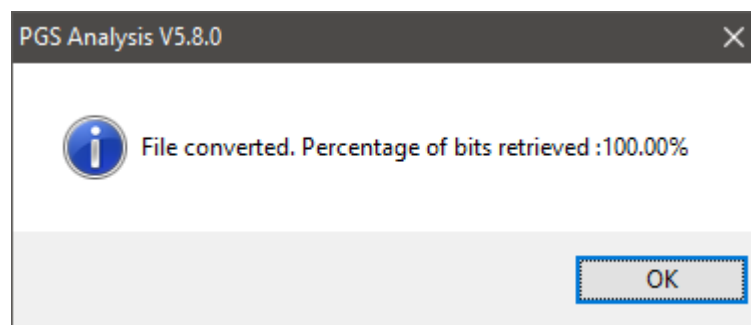 PGS Analysis V5.8.0
File converted. Percentage of bits retrieved :100.00%
OK